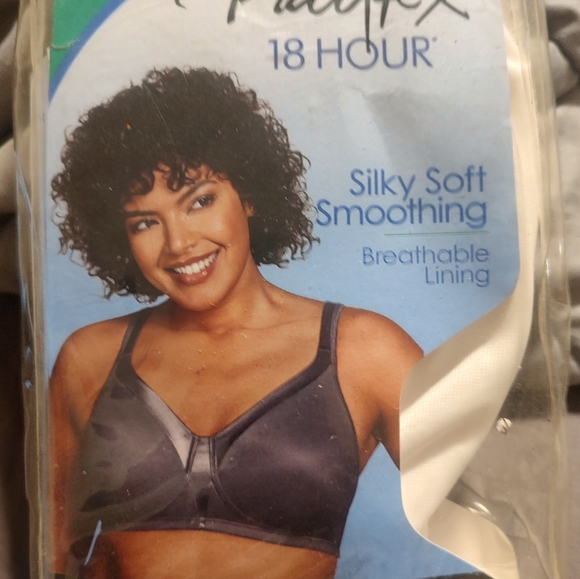 18 HOUR®
Silky Soft
Smoothing
Breathable
Lining